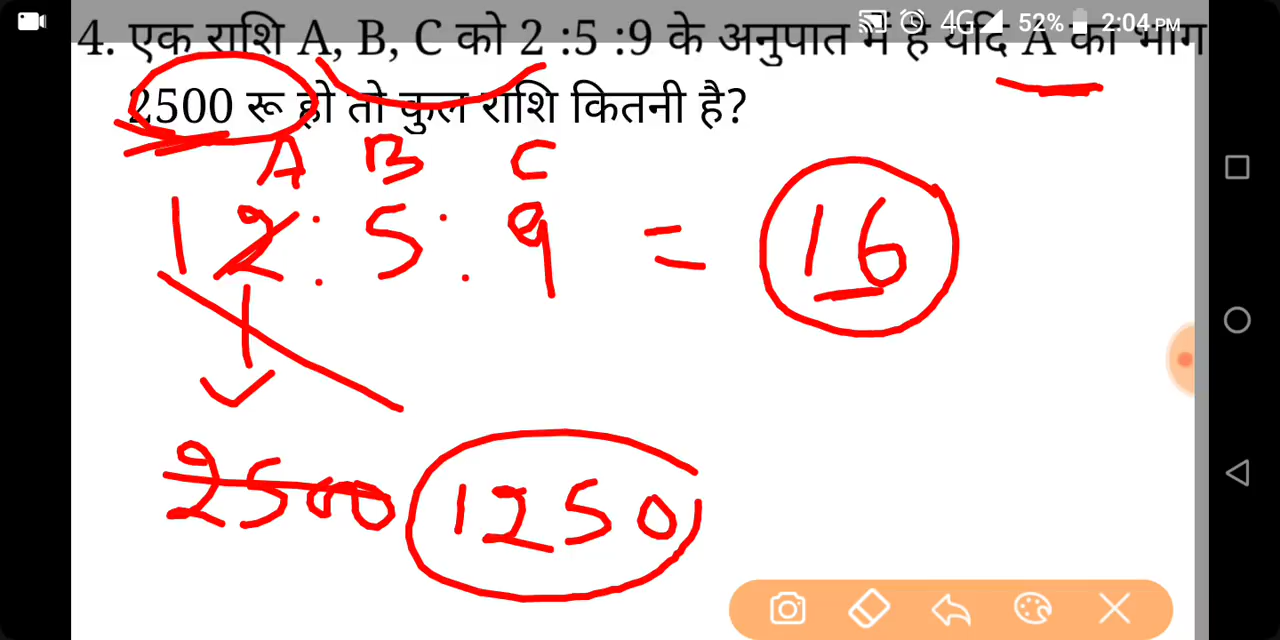 4G 52% 2:04 PM
4. एक राशि A, B, C को 2 :5 :9 के अनुपात में है यदि A का भाग
2500 रू हो तो कुल राशि कितनी है?
A B C
1 2 : 5 : 9 = 16
2500 1250